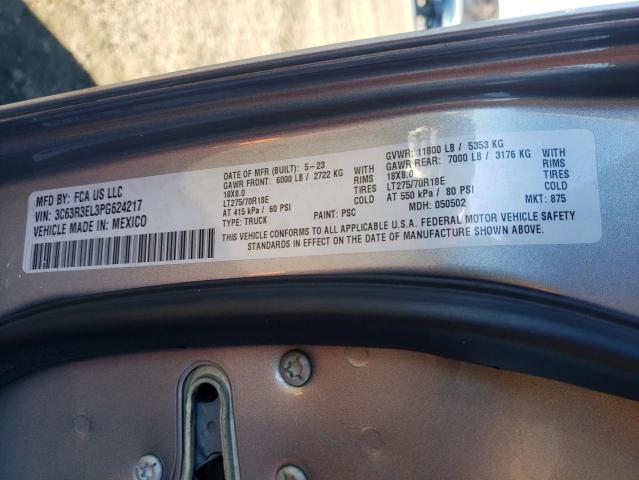 MFD BY: FCA US LLC
VIN: 3C63R3EL3PG624217
VEHICLE MADE IN: MEXICO
DATE OF MFR (BUILT): 5-23
GAWR FRONT: 6000 LB / 2722 KG WITH
18X8.0 RIMS
LT275/70R18E TIRES
AT 415 kPa / 60 PSI COLD
TYPE: TRUCK PAINT: PSC
GVWR: 11800 LB / 5353 KG
GAWR REAR: 7000 LB / 3176 KG WITH
18X8.0 RIMS
LT275/70R18E TIRES
AT 550 kPa / 80 PSI COLD
MDH: 050502 MKT: 875
THIS VEHICLE CONFORMS TO ALL APPLICABLE U.S.A. FEDERAL MOTOR VEHICLE
SAFETY STANDARDS IN EFFECT ON THE DATE OF MANUFACTURE SHOWN ABOVE.